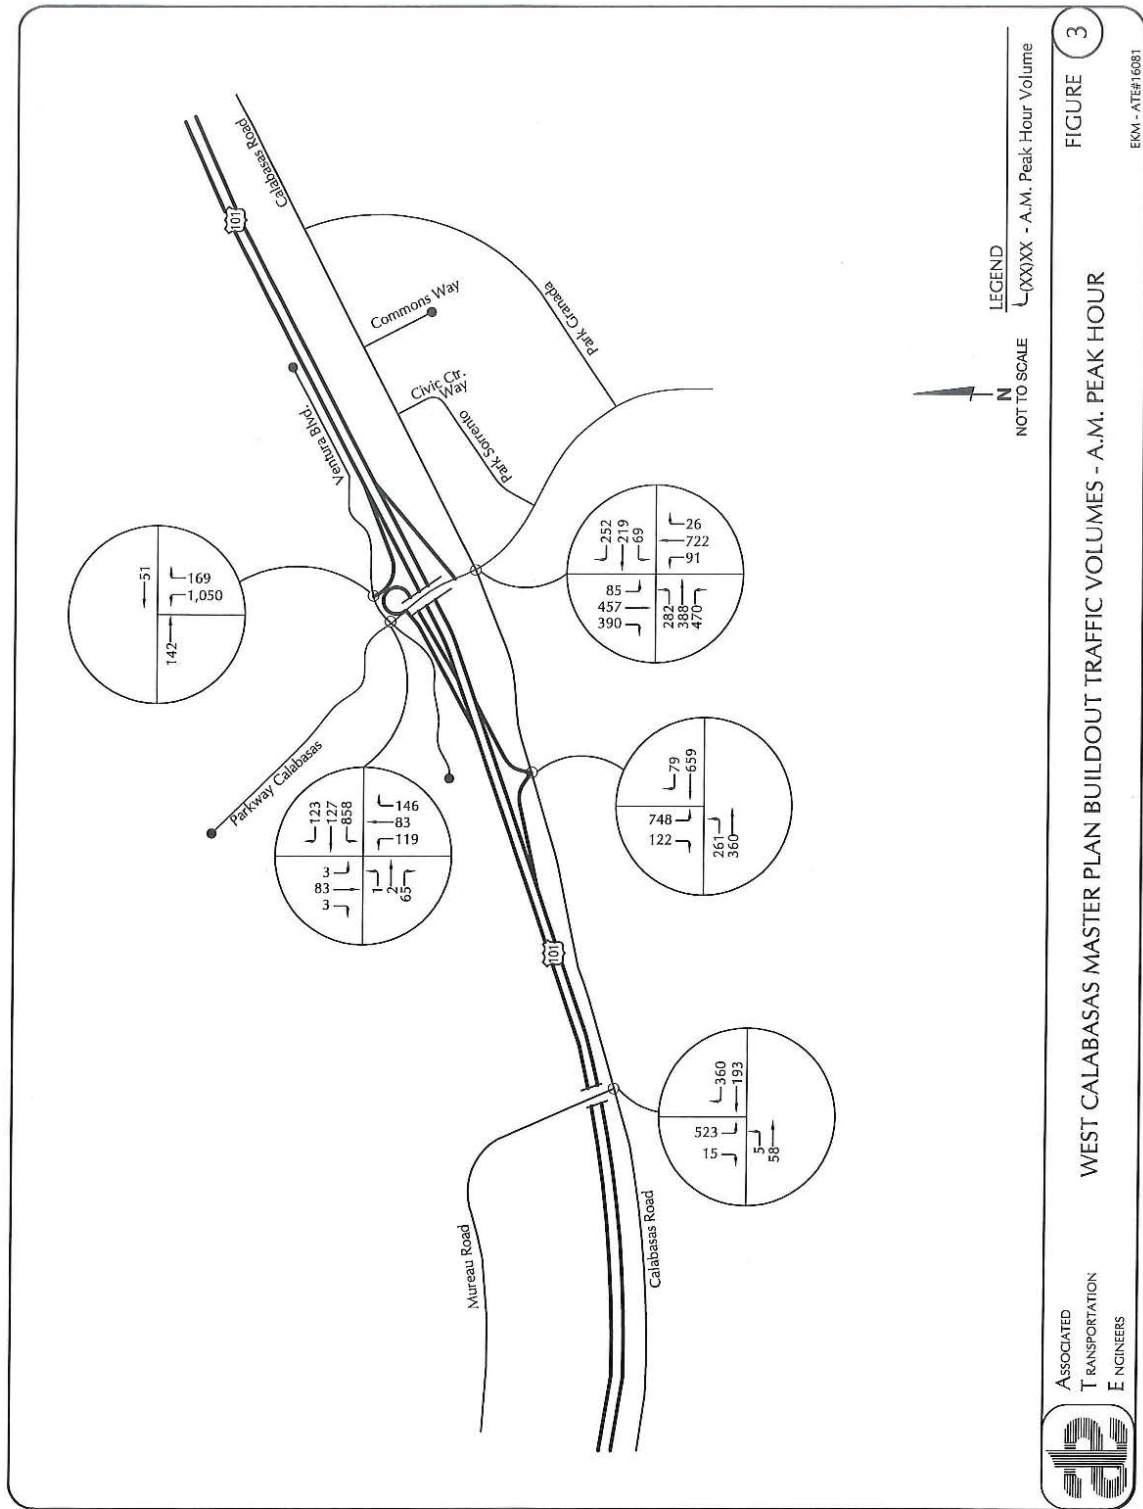 101
Calabasas Road
Ventura Blvd.
Commons Way
Civic Ctr.
Way
Park Sorrento
Park Granada
Parkway Calabasas
Mureau Road
101
Calabasas Road
51
142
169
1,050
123
127
858
3
83
3
146
83
119
1
2
65
252
219
69
85
457
390
26
722
91
282
388
470
79
659
748
122
261
360
360
193
523
15
5
58
N
NOT TO SCALE
LEGEND
(XX)XX - A.M. Peak Hour Volume
ASSOCIATED
TRANSPORTATION
ENGINEERS
WEST CALABASAS MASTER PLAN BUILDOUT TRAFFIC VOLUMES - A.M. PEAK HOUR
FIGURE 3
EKM - ATE#16081